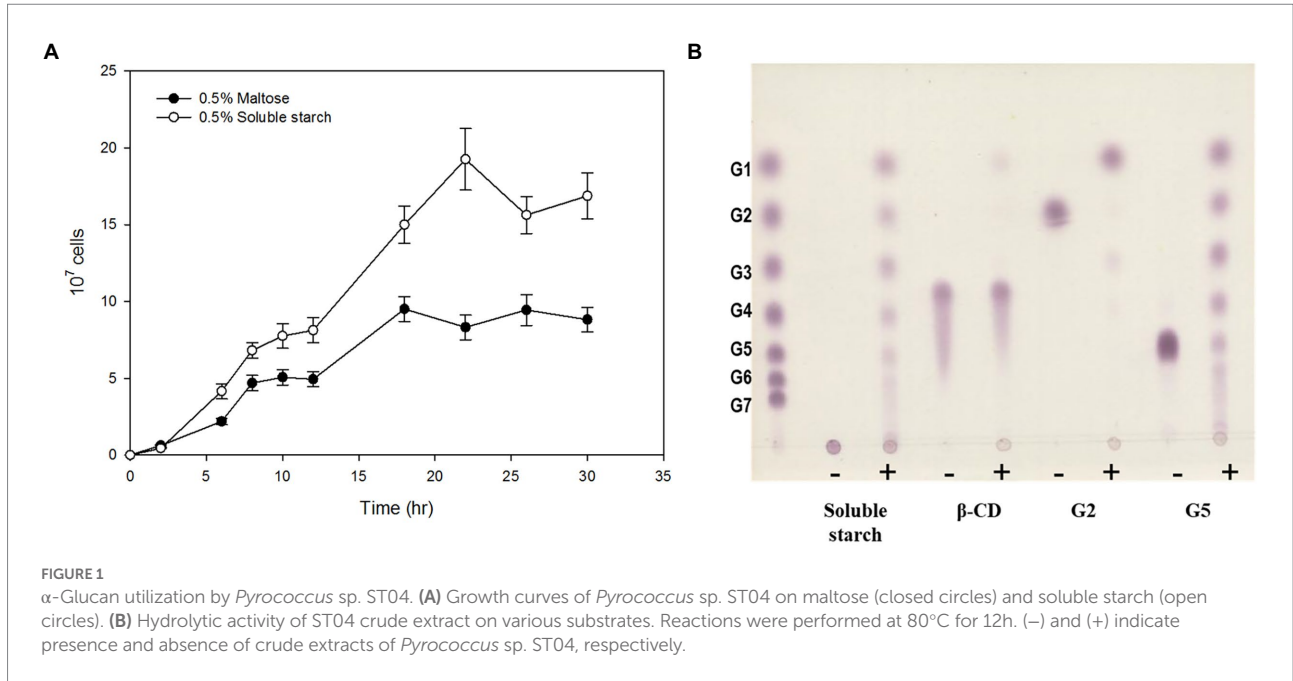 A
25
20
15
10
5
0
10⁷ cells
0.5% Maltose
0.5% Soluble starch
0 5 10 15 20 25 30 35
Time (hr)
B
G1
G2
G3
G4
G5
G6
G7
- + - + - + - +
Soluble starch β-CD G2 G5
FIGURE 1
α-Glucan utilization by Pyrococcus sp. ST04. (A) Growth curves of Pyrococcus sp. ST04 on maltose (closed circles) and soluble starch (open
circles). (B) Hydrolytic activity of ST04 crude extract on various substrates. Reactions were performed at 80°C for 12h. (−) and (+) indicate
presence and absence of crude extracts of Pyrococcus sp. ST04, respectively.